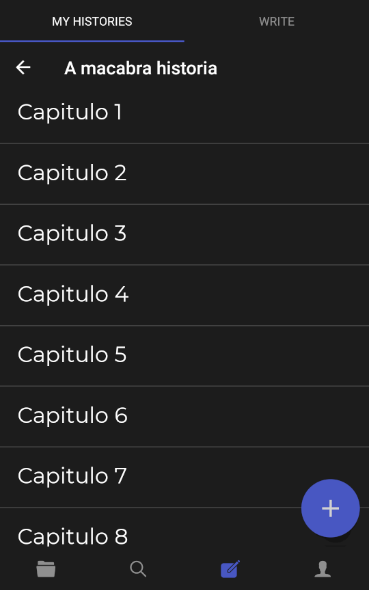 MY HISTORIES WRITE
A macabra historia
Capitulo 1
Capitulo 2
Capitulo 3
Capitulo 4
Capitulo 5
Capitulo 6
Capitulo 7
Capitulo 8